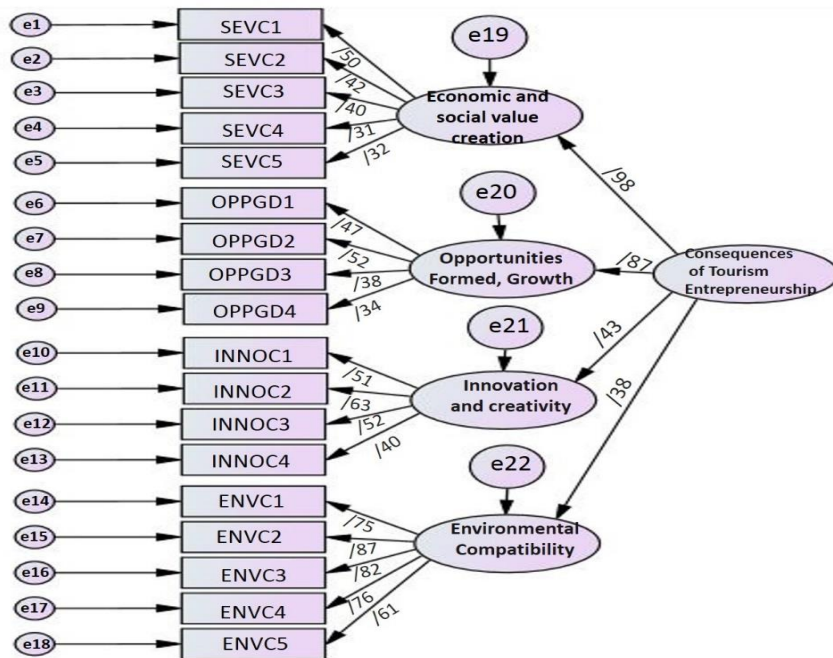 e1
SEVC1
e2
SEVC2
e3
SEVC3
e4
SEVC4
e5
SEVC5
/50
/42
/40
/31
/32
e19
Economic and
social value
creation
/98
e6
OPPGD1
e7
OPPGD2
e8
OPPGD3
e9
OPPGD4
/47
/52
/38
/34
e20
Opportunities
Formed, Growth
/87
Consequences
of Tourism
Entrepreneurship
e10
INNOC1
e11
INNOC2
e12
INNOC3
e13
INNOC4
/51
/63
/52
/40
e21
Innovation
and creativity
/43
/38
e14
ENVC1
e15
ENVC2
e16
ENVC3
e17
ENVC4
e18
ENVC5
/75
/87
/82
/76
/61
e22
Environmental
Compatibility